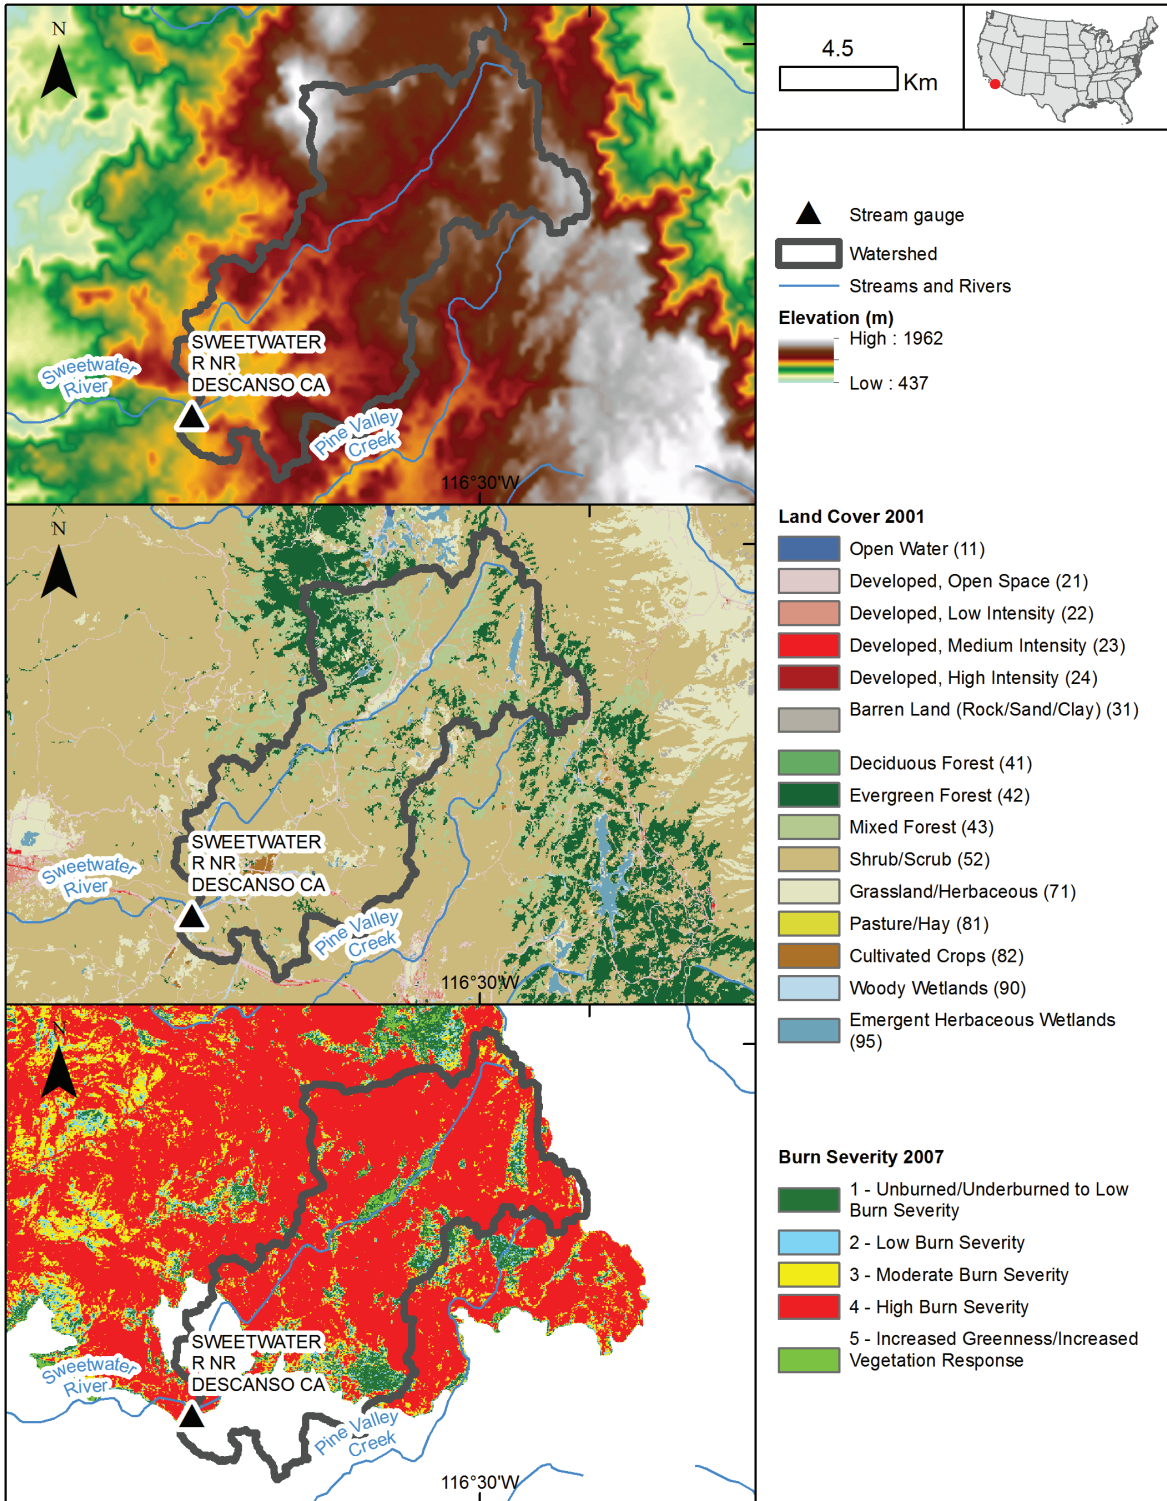 N
SWEETWATER
R NR
DESCANSO CA
Sweetwater
River
Pine Valley
Creek
116°30'W
N
SWEETWATER
R NR
DESCANSO CA
Sweetwater
River
Pine Valley
Creek
116°30'W
N
SWEETWATER
R NR
DESCANSO CA
Sweetwater
River
Pine Valley
Creek
116°30'W
4.5
Km
Stream gauge
Watershed
Streams and Rivers
Elevation (m)
High : 1962
Low : 437
Land Cover 2001
Open Water (11)
Developed, Open Space (21)
Developed, Low Intensity (22)
Developed, Medium Intensity (23)
Developed, High Intensity (24)
Barren Land (Rock/Sand/Clay) (31)
Deciduous Forest (41)
Evergreen Forest (42)
Mixed Forest (43)
Shrub/Scrub (52)
Grassland/Herbaceous (71)
Pasture/Hay (81)
Cultivated Crops (82)
Woody Wetlands (90)
Emergent Herbaceous Wetlands
(95)
Burn Severity 2007
1 - Unburned/Underburned to Low
Burn Severity
2 - Low Burn Severity
3 - Moderate Burn Severity
4 - High Burn Severity
5 - Increased Greenness/Increased
Vegetation Response